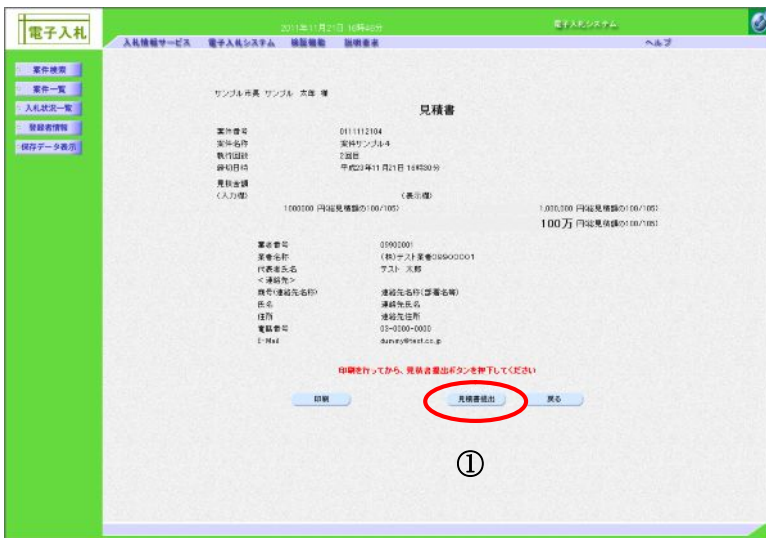 電子入札
2011年11月21日 16時46分
電子入札システム
入札情報サービス 電子入札システム 検証機能 説明要求
ヘルプ
案件検索
案件一覧
入札状況一覧
登録者情報
保存データ表示
サンプル市長 サンプル 太郎 様
見積書
案件番号 0111112104
案件名称 案件サンプル4
執行回数 2回目
締切日時 平成23年11月21日 16時30分
見積金額
(入力欄) (表示欄)
1000000 円(総見積額の100/105) 1,000,000 円(総見積額の100/105)
100万 円(総見積額の100/105)
業者番号 09900001
業者名称 (株)テスト業者09900001
代表者氏名 テスト 太郎
<連絡先>
商号(連絡先名称) 連絡先名称(部署名等)
氏名 連絡先氏名
住所 連絡先住所
電話番号 03-0000-0000
E-Mail dummy@test.co.jp
印刷を行ってから、見積書提出ボタンを押下してください
印刷 見積書提出 戻る
①